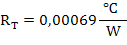 R_T = 0,00069 °C/W